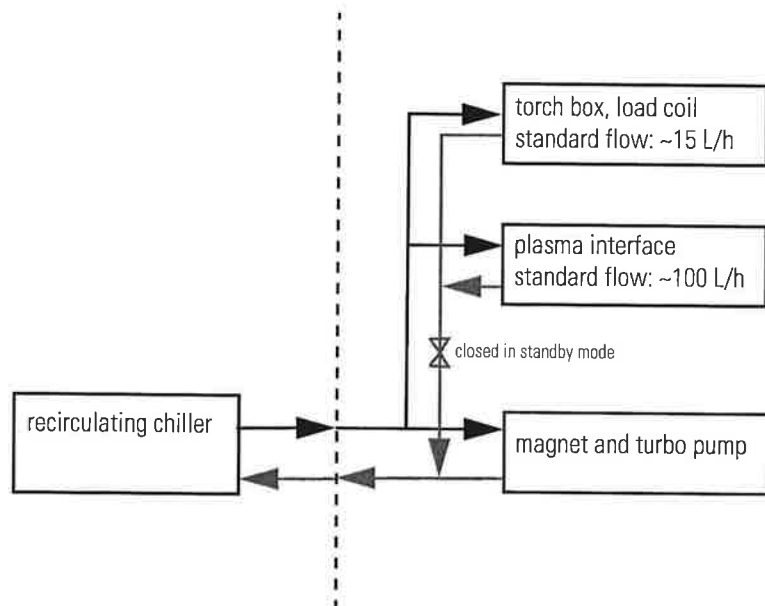 torch box, load coil
standard flow: ~15 L/h
plasma interface
standard flow: ~100 L/h
closed in standby mode
recirculating chiller
magnet and turbo pump